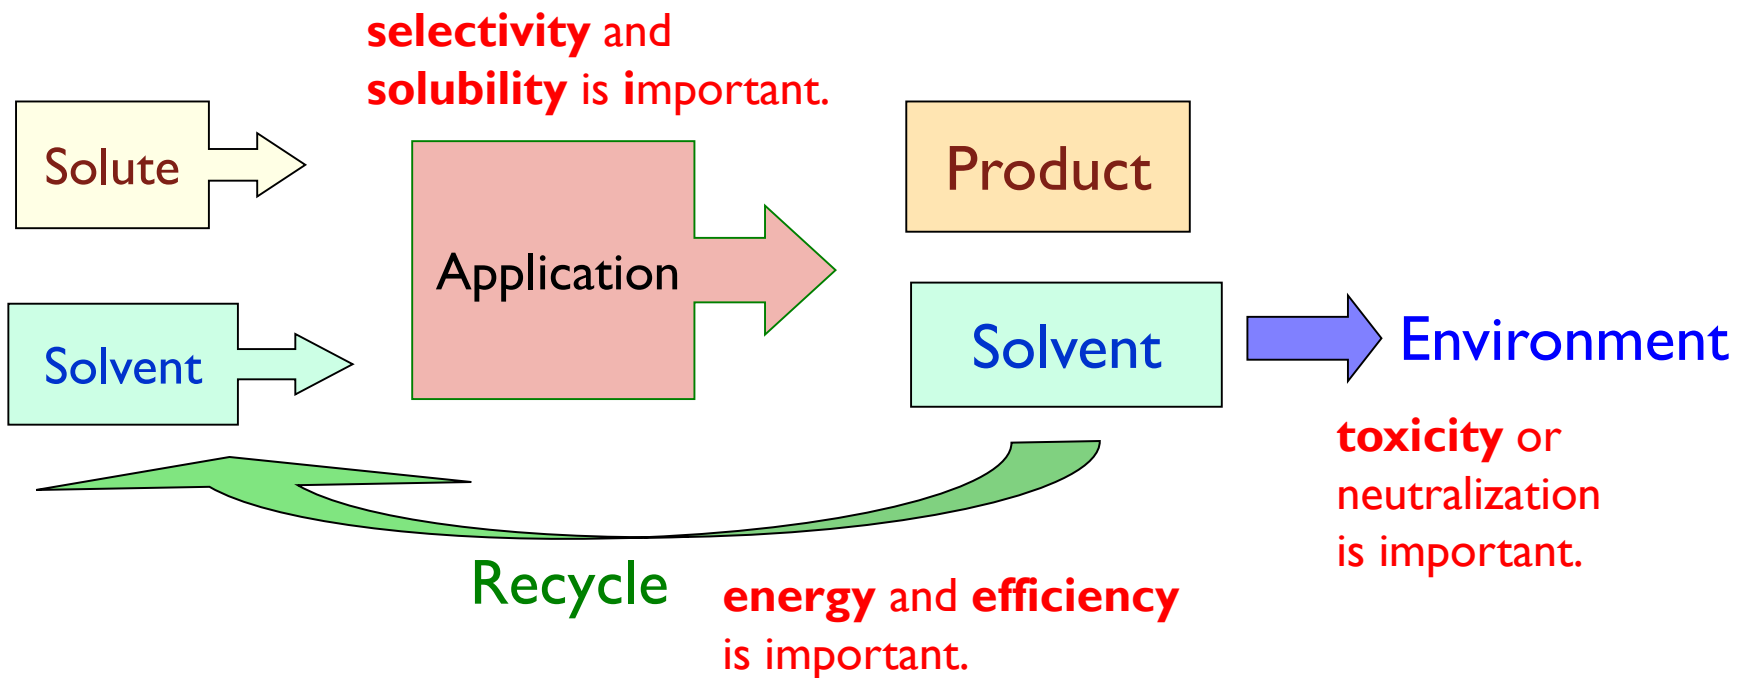 selectivity and
solubility is important.
Solute
Solvent
Application
Product
Solvent
Environment
toxicity or
neutralization
is important.
Recycle
energy and efficiency
is important.